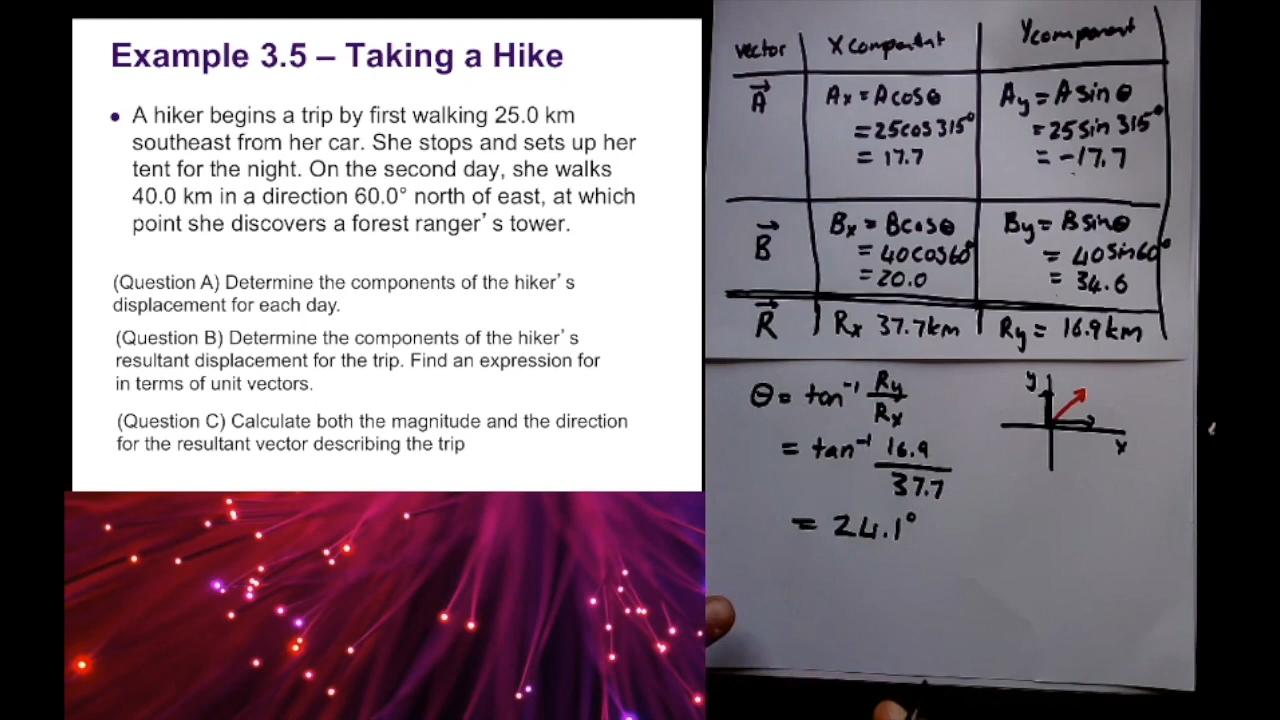 Example 3.5 – Taking a Hike
• A hiker begins a trip by first walking 25.0 km
southeast from her car. She stops and sets up her
tent for the night. On the second day, she walks
40.0 km in a direction 60.0° north of east, at which
point she discovers a forest ranger's tower.
(Question A) Determine the components of the hiker's
displacement for each day.
(Question B) Determine the components of the hiker's
resultant displacement for the trip. Find an expression for
in terms of unit vectors.
(Question C) Calculate both the magnitude and the direction
for the resultant vector describing the trip
vector X component Y component
A⃗ Ax = A cos θ Ay = A sin θ
= 25 cos 315° = 25 sin 315°
= 17.7 = -17.7
B⃗ Bx = B cos θ By = B sin θ
= 40 cos 60° = 40 sin 60°
= 20.0 = 34.6
R⃗ Rx 37.7 km Ry = 16.9 km
θ = tan⁻¹ Ry/Rx
= tan⁻¹ 16.9/37.7
= 24.1°
y
x